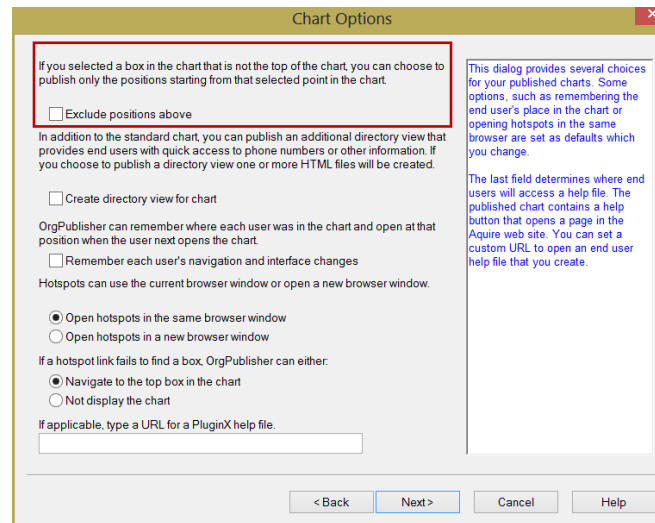 Chart Options
If you selected a box in the chart that is not the top of the chart, you can choose to
publish only the positions starting from that selected point in the chart.
Exclude positions above
In addition to the standard chart, you can publish an additional directory view that
provides end users with quick access to phone numbers or other information. If
you choose to publish a directory view one or more HTML files will be created.
Create directory view for chart
OrgPublisher can remember where each user was in the chart and open at that
position when the user next opens the chart.
Remember each user's navigation and interface changes
Hotspots can use the current browser window or open a new browser window.
Open hotspots in the same browser window
Open hotspots in a new browser window
If a hotspot link fails to find a box, OrgPublisher can either:
Navigate to the top box in the chart
Not display the chart
If applicable, type a URL for a PluginX help file.
This dialog provides several choices
for your published charts. Some
options, such as remembering the
end user's place in the chart or
opening hotspots in the same
browser are set as defaults which
you change.
The last field determines where end
users will access a help file. The
published chart contains a help
button that opens a page in the
Aquire web site. You can set a
custom URL to open an end user
help file that you create.
< Back
Next >
Cancel
Help